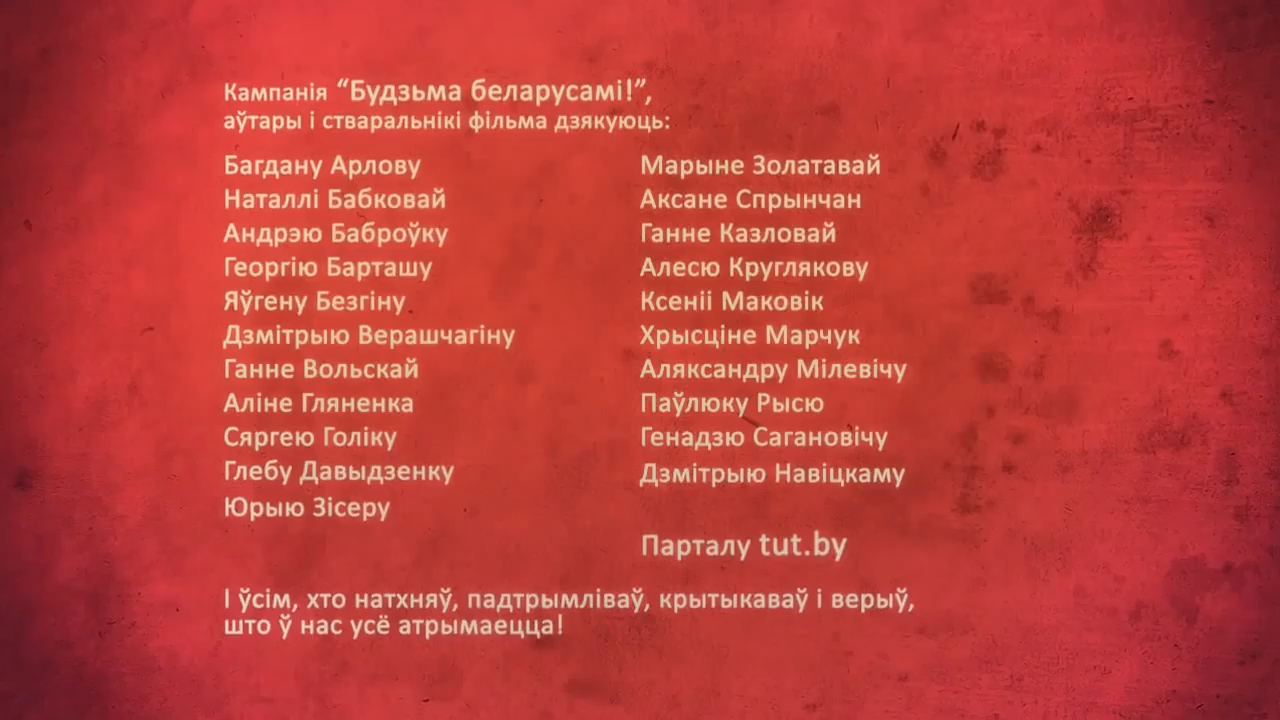 Кампанія “Будзьма беларусамі!”,
аўтары і стваральнікі фільма дзякуюць:
Багдану Арлову
Наталлі Бабковай
Андрэю Баброўку
Георгію Барташу
Яўгену Безгіну
Дзмітрыю Верашчагіну
Ганне Вольскай
Аліне Гляненка
Сяргею Голіку
Глебу Давыдзенку
Юрыю Зісеру
Марыне Золатавай
Аксане Спрынчан
Ганне Казловай
Алесю Круглякову
Ксеніі Маковік
Хрысціне Марчук
Аляксандру Мілевічу
Паўлюку Рысю
Генадзю Сагановічу
Дзмітрыю Навіцкаму
Парталу tut.by
І ўсім, хто натхняў, падтрымліваў, крытыкаваў і верыў,
што ў нас усё атрымаецца!